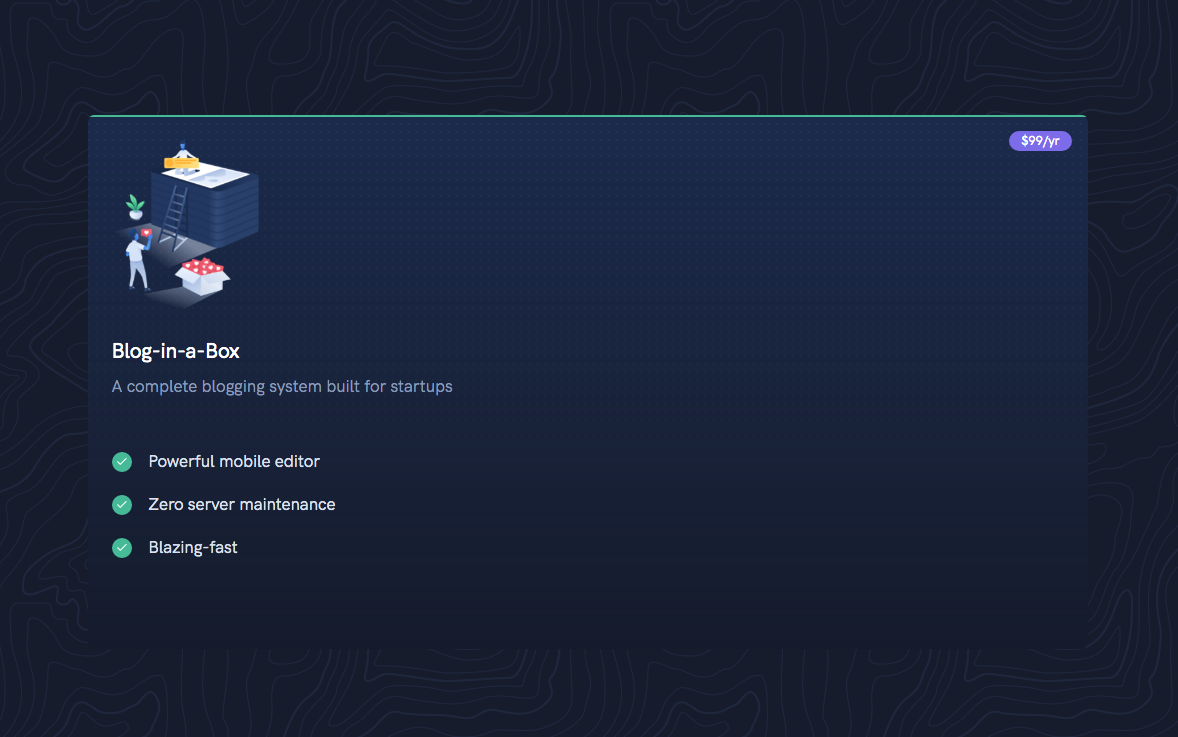 $99/yr
Blog-in-a-Box
A complete blogging system built for startups
Powerful mobile editor
Zero server maintenance
Blazing-fast